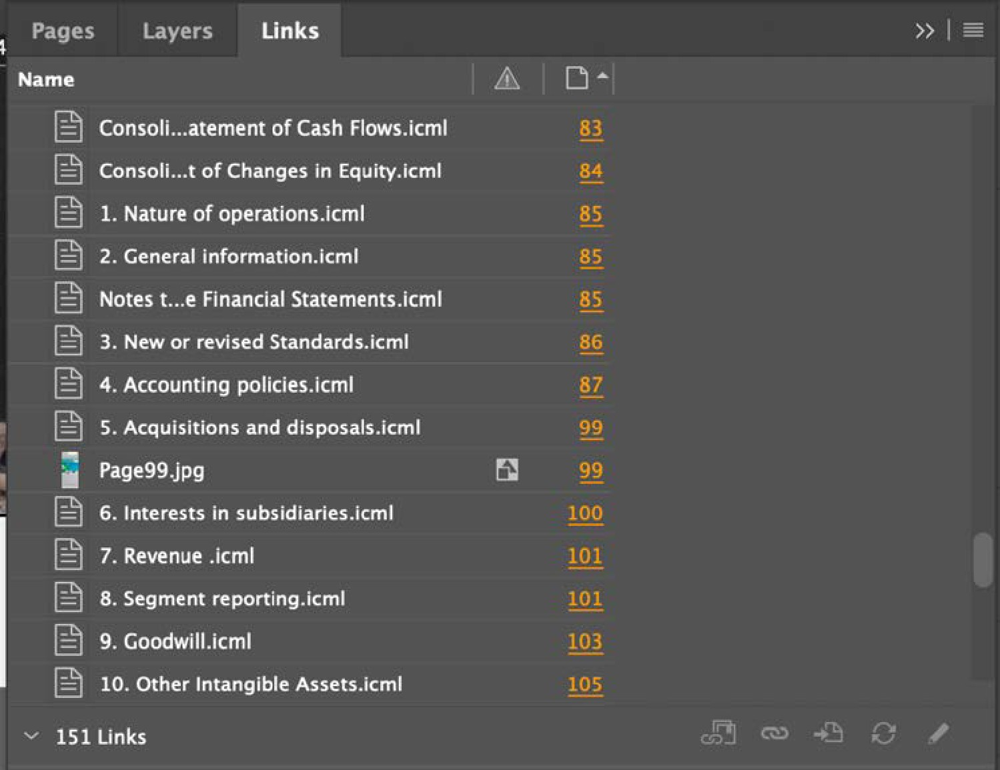 Pages Layers Links
4
Name
Consoli...atement of Cash Flows.icml 83
Consoli...t of Changes in Equity.icml 84
1. Nature of operations.icml 85
2. General information.icml 85
Notes t...e Financial Statements.icml 85
3. New or revised Standards.icml 86
4. Accounting policies.icml 87
5. Acquisitions and disposals.icml 99
Page99.jpg 99
6. Interests in subsidiaries.icml 100
7. Revenue .icml 101
8. Segment reporting.icml 101
9. Goodwill.icml 103
10. Other Intangible Assets.icml 105
151 Links